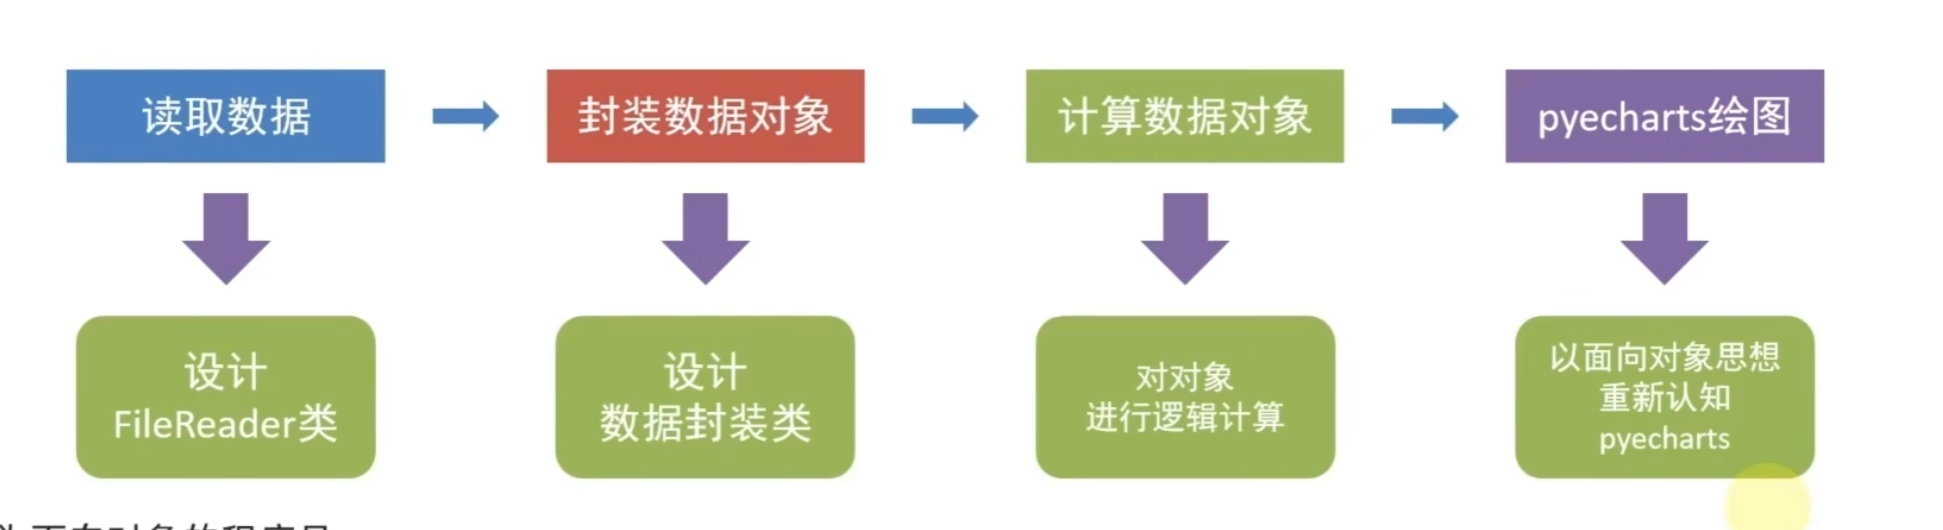 读取数据
封装数据对象
计算数据对象
pyecharts绘图
设计
FileReader类
设计
数据封装类
对对象
进行逻辑计算
以面向对象思想
重新认知
pyecharts